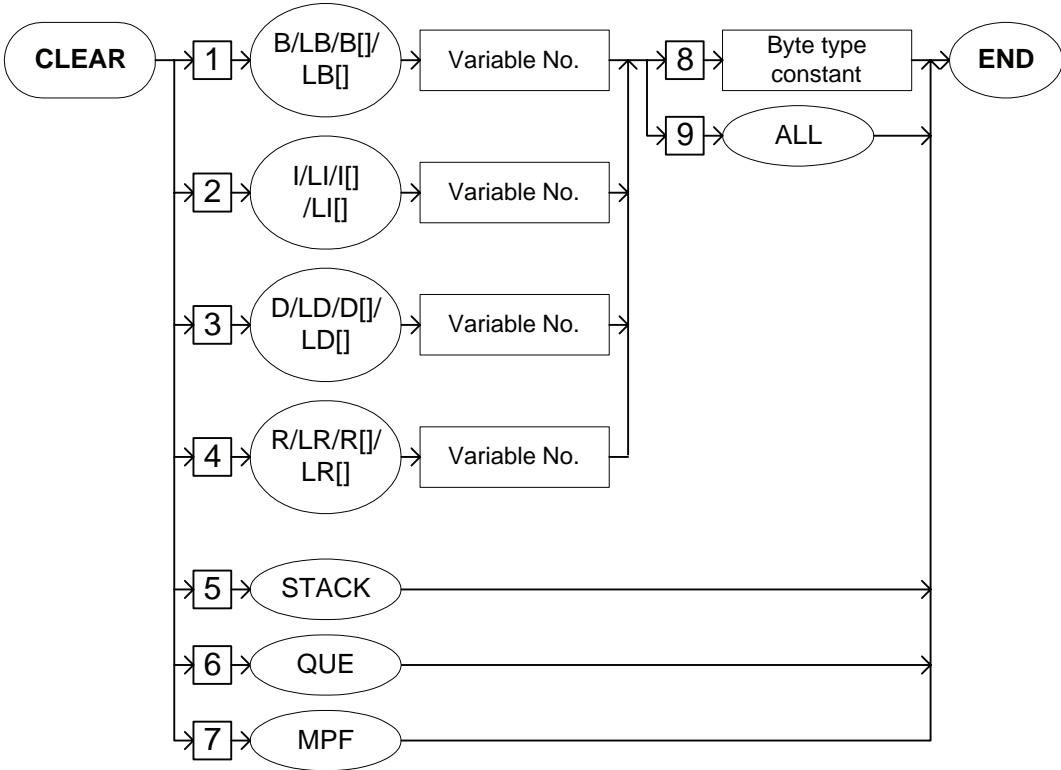 CLEAR
1
B/LB/B[]/
LB[]
Variable No.
8
Byte type
constant
END
9
ALL
2
I/LI/I[]
/LI[]
Variable No.
3
D/LD/D[]/
LD[]
Variable No.
4
R/LR/R[]/
LR[]
Variable No.
5
STACK
6
QUE
7
MPF